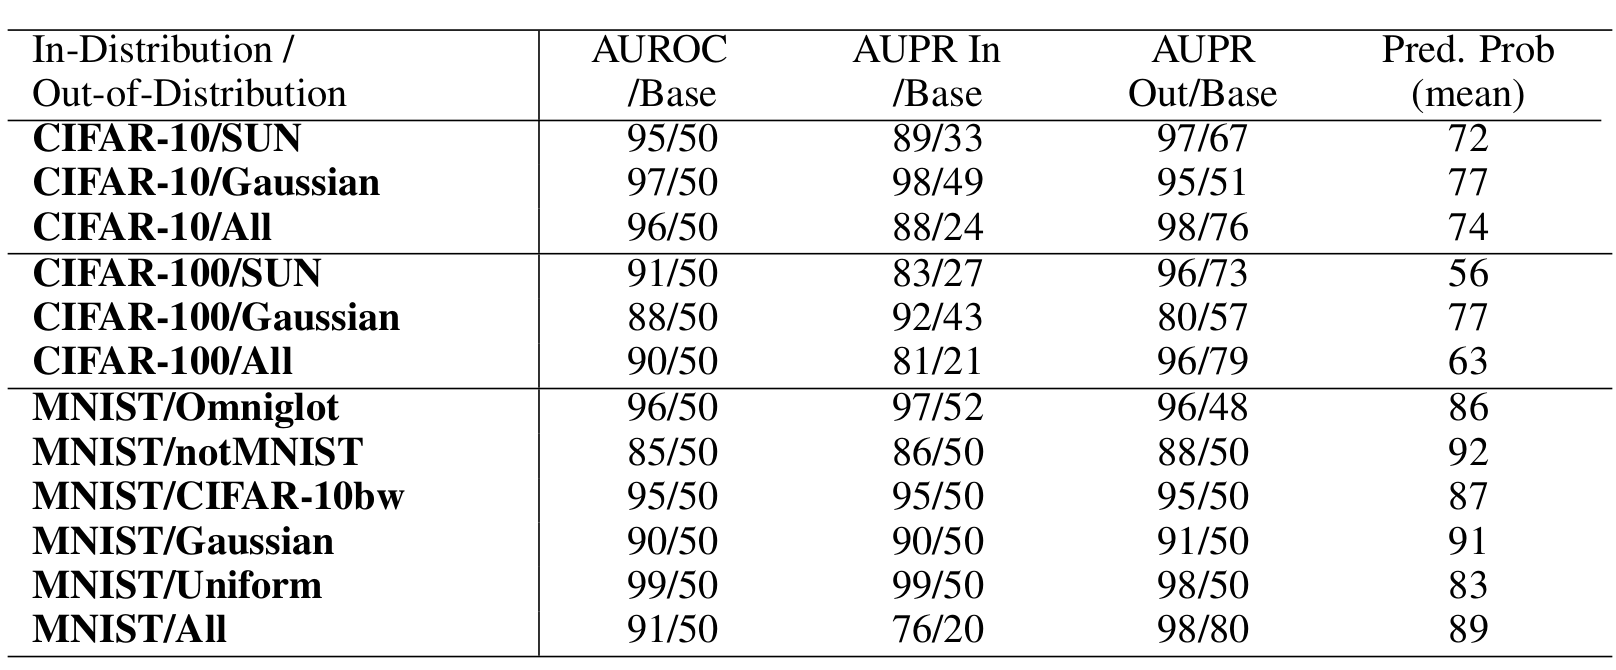 In-Distribution / AUROC AUPR In AUPR Pred. Prob
Out-of-Distribution /Base /Base Out/Base (mean)
CIFAR-10/SUN 95/50 89/33 97/67 72
CIFAR-10/Gaussian 97/50 98/49 95/51 77
CIFAR-10/All 96/50 88/24 98/76 74
CIFAR-100/SUN 91/50 83/27 96/73 56
CIFAR-100/Gaussian 88/50 92/43 80/57 77
CIFAR-100/All 90/50 81/21 96/79 63
MNIST/Omniglot 96/50 97/52 96/48 86
MNIST/notMNIST 85/50 86/50 88/50 92
MNIST/CIFAR-10bw 95/50 95/50 95/50 87
MNIST/Gaussian 90/50 90/50 91/50 91
MNIST/Uniform 99/50 99/50 98/50 83
MNIST/All 91/50 76/20 98/80 89